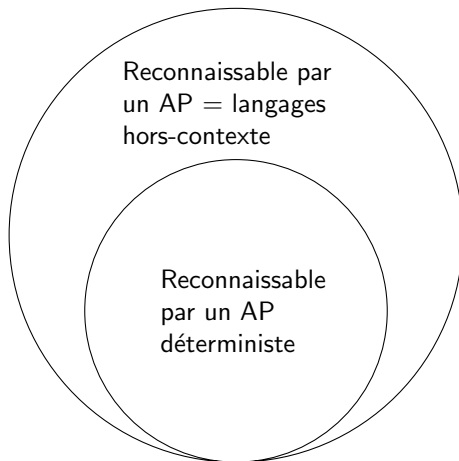 Reconnaissable par
un AP = langages
hors-contexte
Reconnaissable
par un AP
déterministe